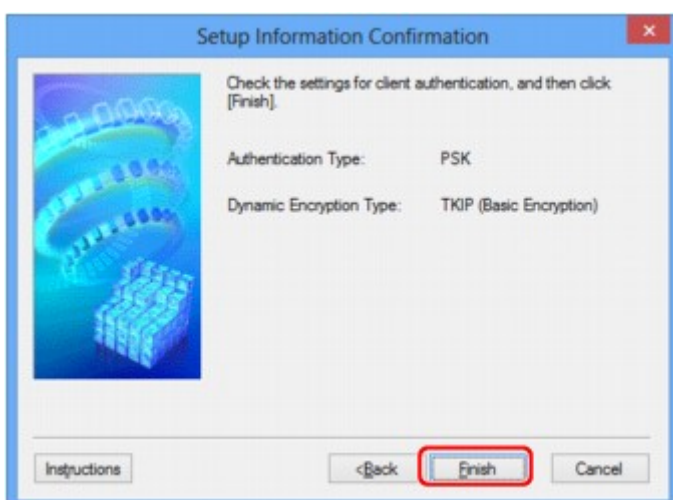 Setup Information Confirmation
Check the settings for client authentication, and then click
[Finish].
Authentication Type: PSK
Dynamic Encryption Type: TKIP (Basic Encryption)
Instructions <Back Finish Cancel